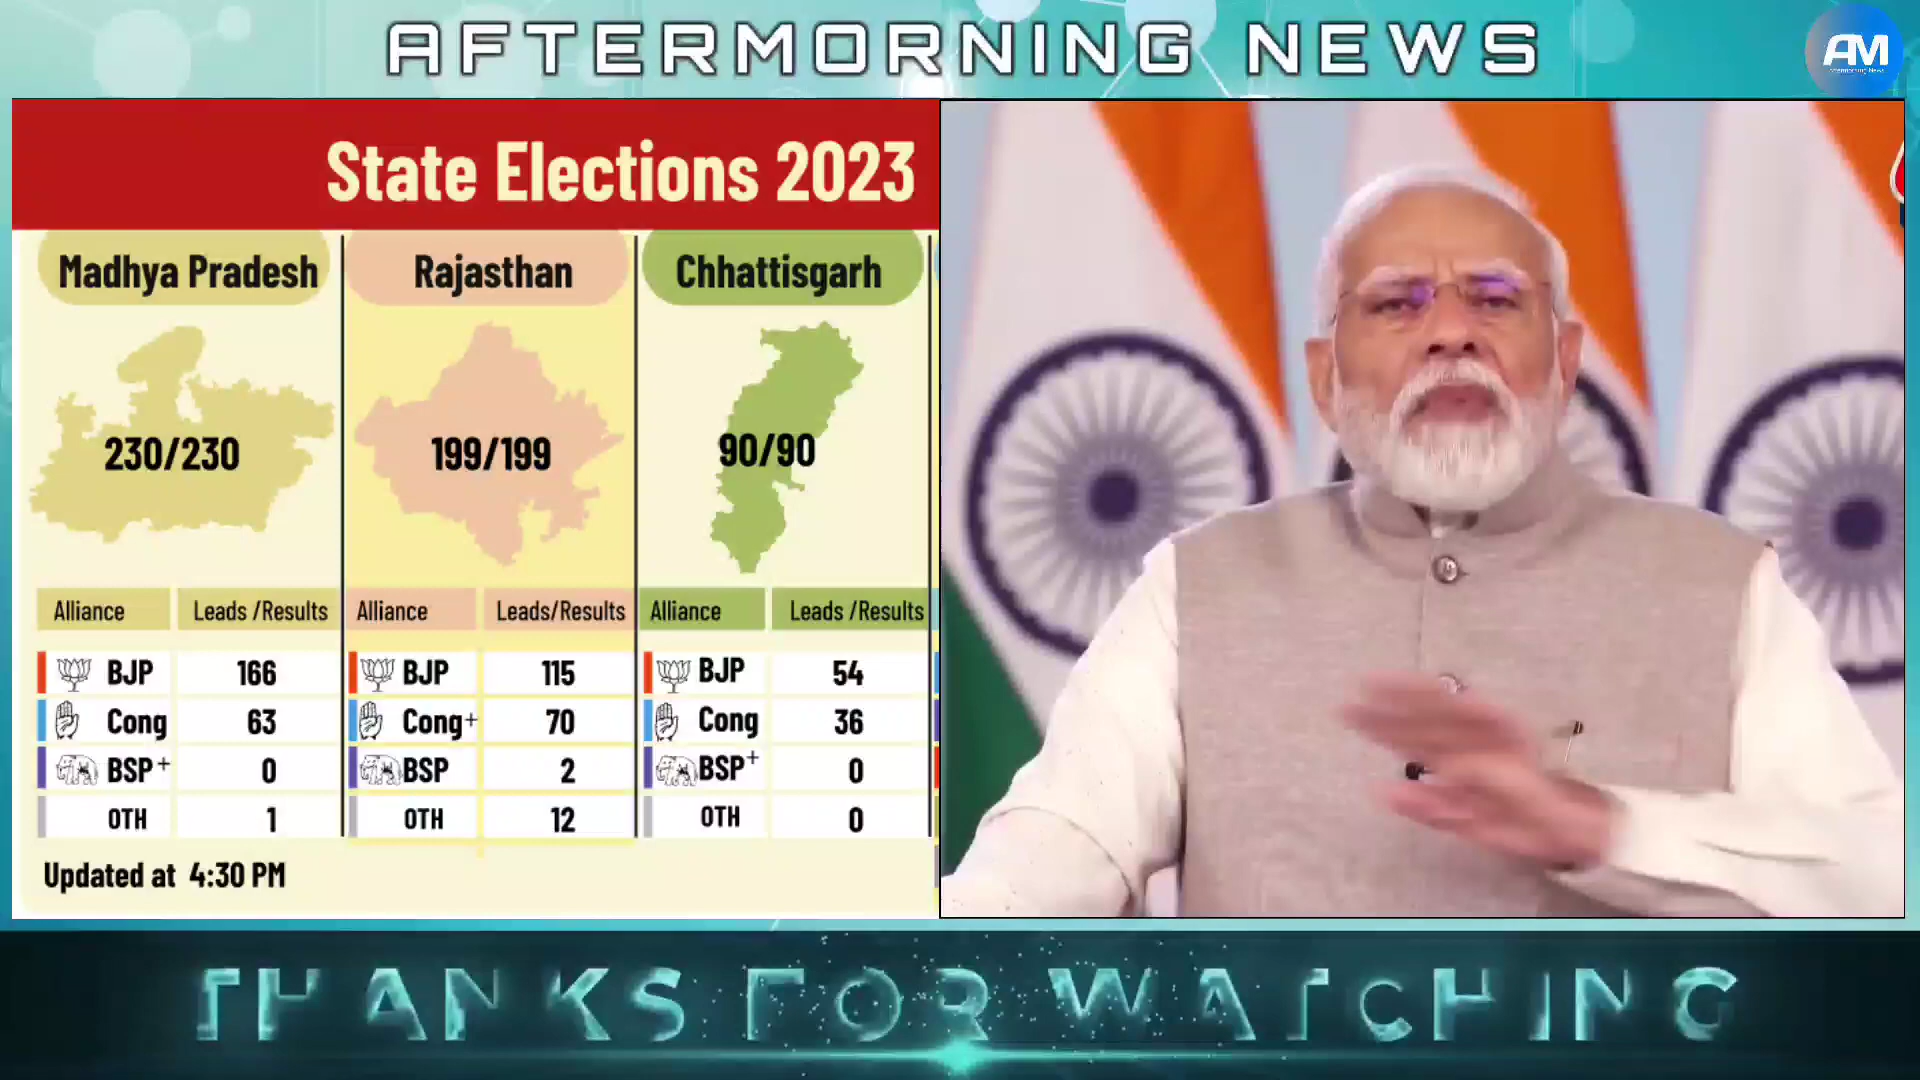 AFTERMORNING NEWS
AM
Aftermorning News
State Elections 2023
Madhya Pradesh
Rajasthan
Chhattisgarh
230/230
199/199
90/90
Alliance Leads /Results
BJP 166
Cong 63
BSP+ 0
OTH 1
Alliance Leads/Results
BJP 115
Cong+ 70
BSP 2
OTH 12
Alliance Leads /Results
BJP 54
Cong 36
BSP+ 0
OTH 0
Updated at 4:30 PM
THANKS FOR WATCHING